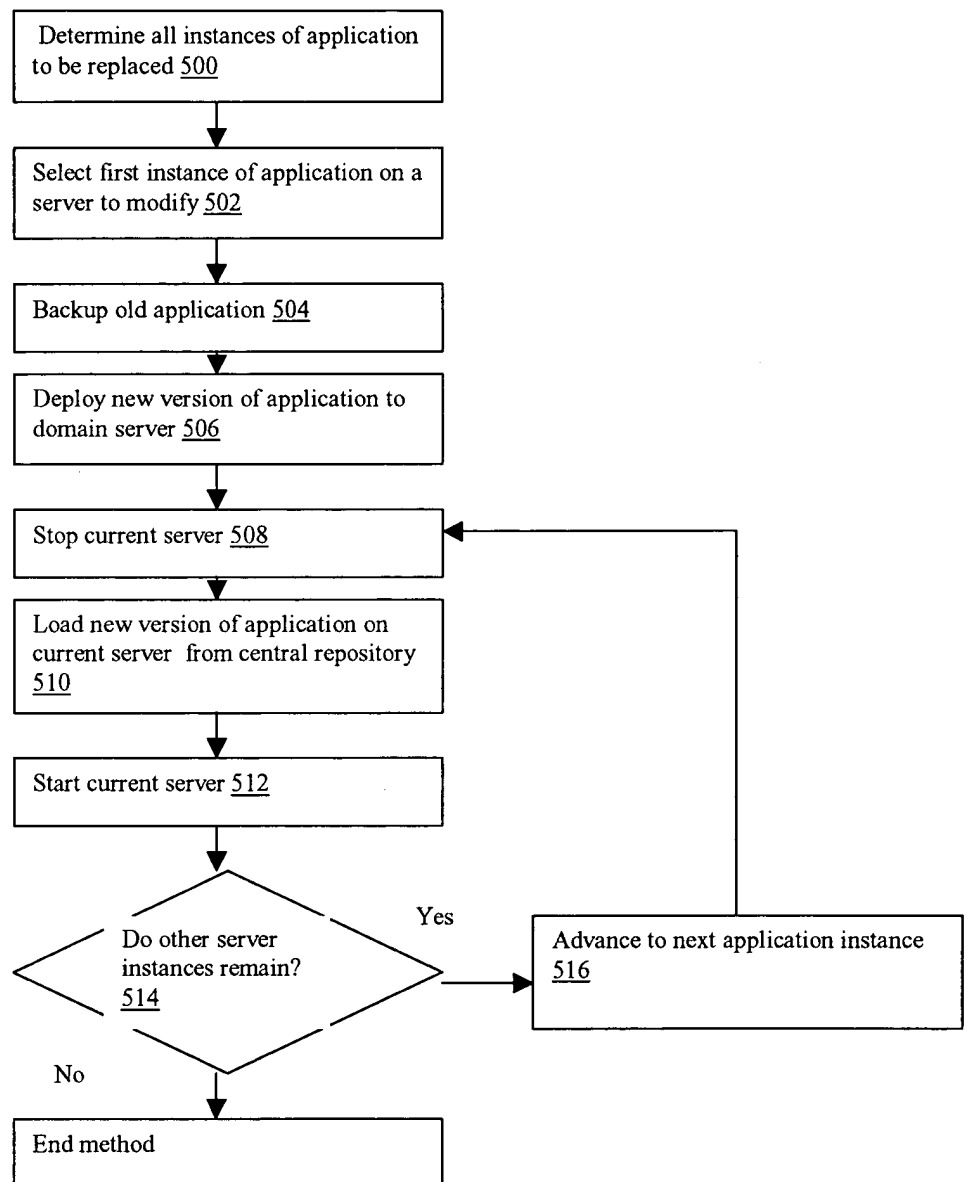 Determine all instances of application
to be replaced 500
Select first instance of application on a
server to modify 502
Backup old application 504
Deploy new version of application to
domain server 506
Stop current server 508
Load new version of application on
current server from central repository
510
Start current server 512
Do other server
instances remain?
514
Yes
Advance to next application instance
516
No
End method